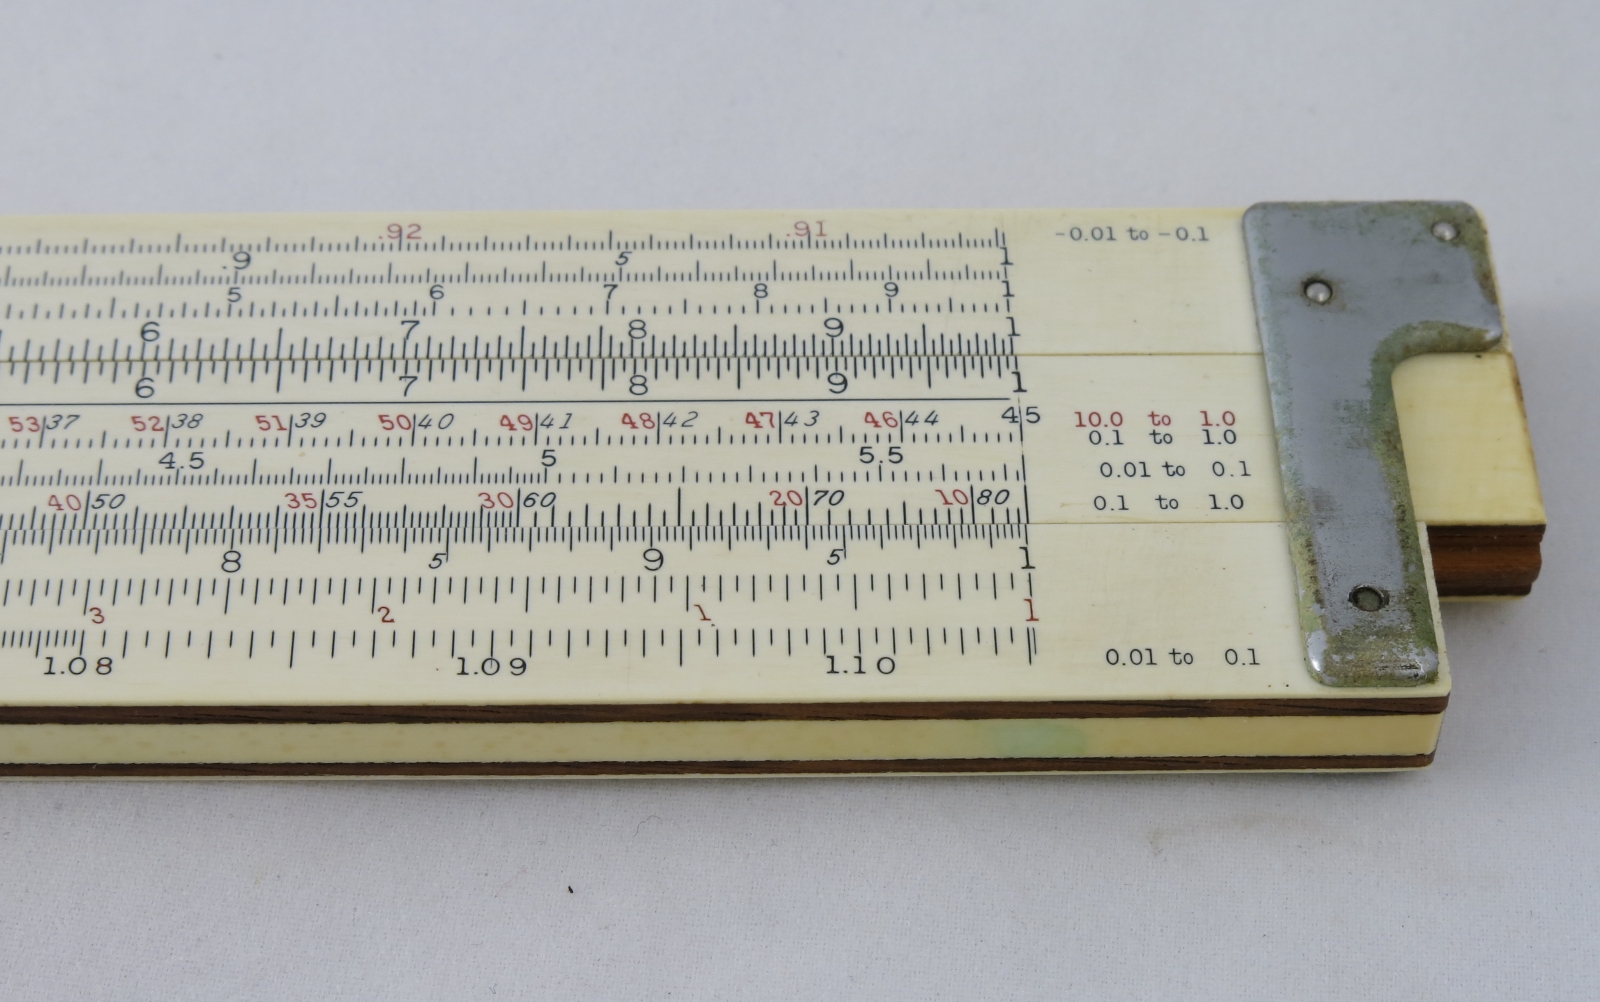 .92 .91 -0.01 to -0.1
.9 5 1
5 6 7 8 9 1
6 7 8 9 1
6 7 8 9 1
53/37 52/38 51/39 50/40 49/41 48/42 47/43 46/44 45 10.0 to 1.0
0.1 to 1.0
4.5 5 5.5 0.01 to 0.1
40/50 35/55 30/60 20/70 10/80 0.1 to 1.0
8 5 9 5 1
3 2 1 1
1.08 1.09 1.10 0.01 to 0.1